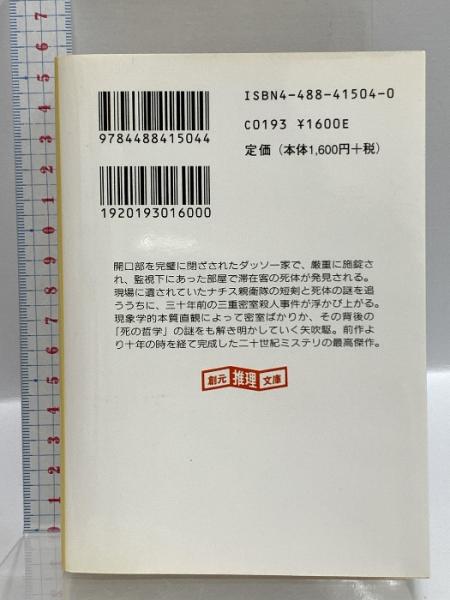 ISBN4-488-41504-0
C0193 ¥1600E
定価（本体1,600円+税）
9784488415044
1920193016000
開口部を完璧に閉ざされたダッソー家で、厳重に施錠さ
れ、監視下にあった部屋で滞在客の死体が発見される。
現場に遺されていたナチス親衛隊の短剣と死体の謎を追
ううちに、三十年前の三重密室殺人事件が浮かび上がる。
現象学的本質直観によって密室ばかりか、その背後の
「死の哲学」の謎をも解き明かしていく矢吹駆。前作よ
り十年の時を経て完成した二十世紀ミステリの最高傑作。
創元推理文庫